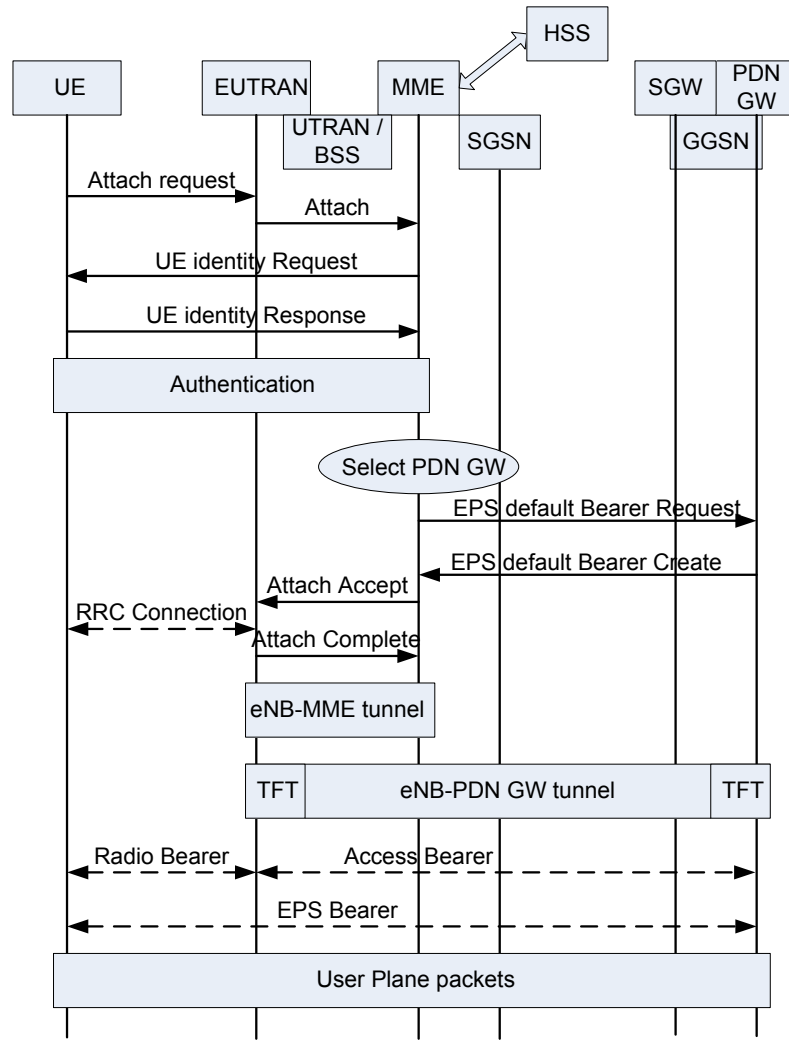 HSS
UE
EUTRAN
MME
SGW
PDN
GW
UTRAN /
BSS
SGSN
GGSN
Attach request
Attach
UE identity Request
UE identity Response
Authentication
Select PDN GW
EPS default Bearer Request
EPS default Bearer Create
Attach Accept
RRC Connection
Attach Complete
eNB-MME tunnel
TFT
eNB-PDN GW tunnel
TFT
Radio Bearer
Access Bearer
EPS Bearer
User Plane packets